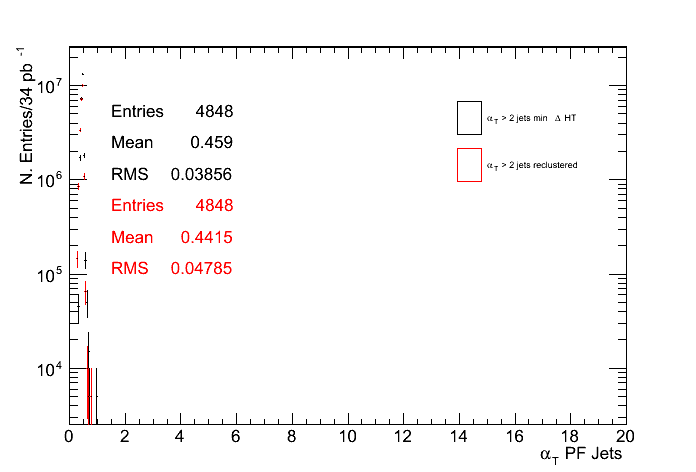 N. Entries/34 pb⁻¹
10⁷
10⁶
10⁵
10⁴
Entries 4848
Mean 0.459
RMS 0.03856
Entries 4848
Mean 0.4415
RMS 0.04785
α_T > 2 jets min Δ HT
α_T > 2 jets reclustered
0 2 4 6 8 10 12 14 16 18 20
α_T PF Jets